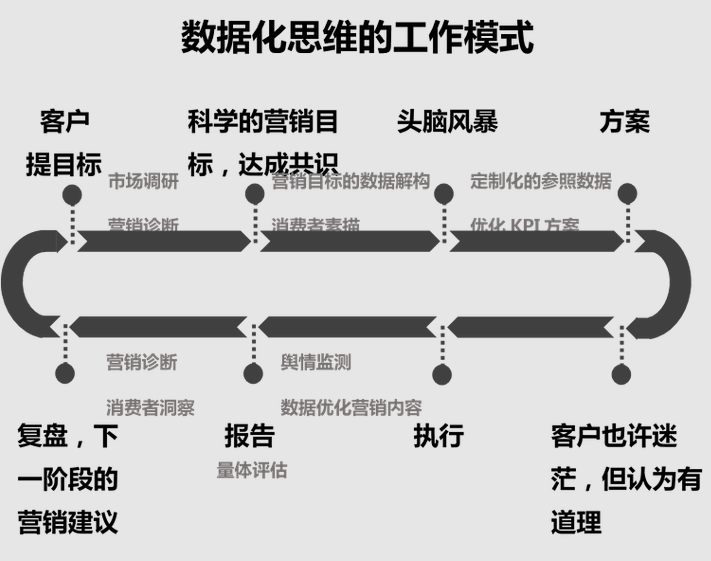 数据化思维的工作模式
客户
提目标
科学的营销目
标，达成共识
头脑风暴
方案
市场调研
营销诊断
营销目标的数据解构
消费者素描
定制化的参照数据
优化 KPI 方案
营销诊断
消费者洞察
舆情监测
数据优化营销内容
复盘，下
一阶段的
营销建议
报告
量体评估
执行
客户也许迷
茫，但认为有
道理